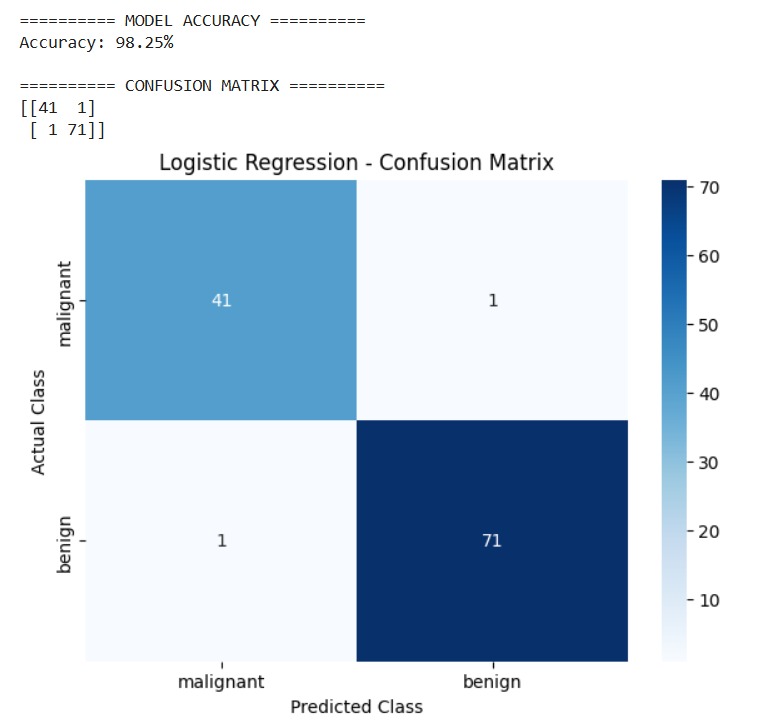 ========== MODEL ACCURACY ==========
Accuracy: 98.25%
========== CONFUSION MATRIX ==========
[[41  1]
 [ 1 71]]
Logistic Regression - Confusion Matrix
malignant
41
1
benign
1
71
Actual Class
malignant
benign
Predicted Class
70
60
50
40
30
20
10